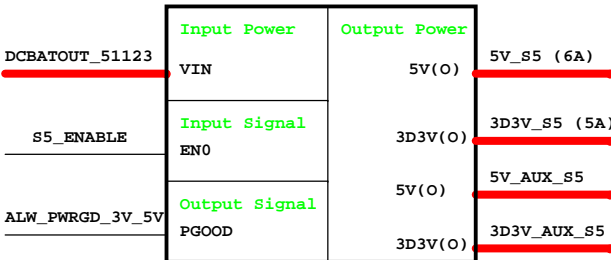 Input Power
Output Power
DCBATOUT_51123
VIN
5V(O)
5V_S5 (6A)
Input Signal
S5_ENABLE
EN0
3D3V(O)
3D3V_S5 (5A)
5V(O)
5V_AUX_S5
Output Signal
ALW_PWRGD_3V_5V
PGOOD
3D3V(O)
3D3V_AUX_S5